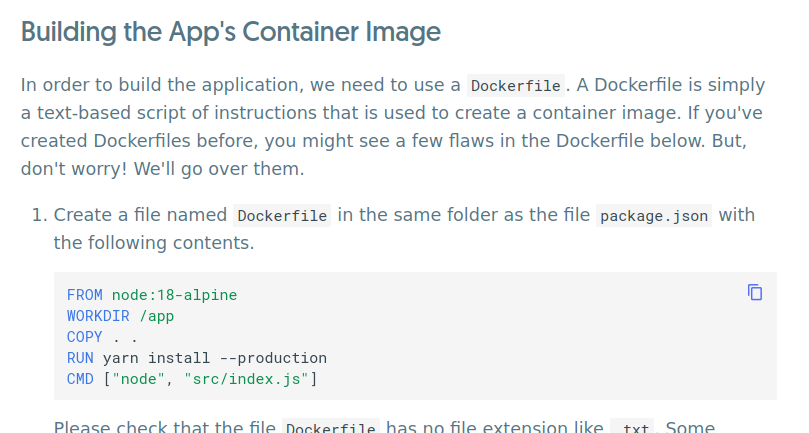 Building the App's Container Image
In order to build the application, we need to use a Dockerfile. A Dockerfile is simply
a text-based script of instructions that is used to create a container image. If you've
created Dockerfiles before, you might see a few flaws in the Dockerfile below. But,
don't worry! We'll go over them.
1. Create a file named Dockerfile in the same folder as the file package.json with
the following contents.
FROM node:18-alpine
WORKDIR /app
COPY . .
RUN yarn install --production
CMD ["node", "src/index.js"]
Please check that the file Dockerfile has no file extension like .txt. Some